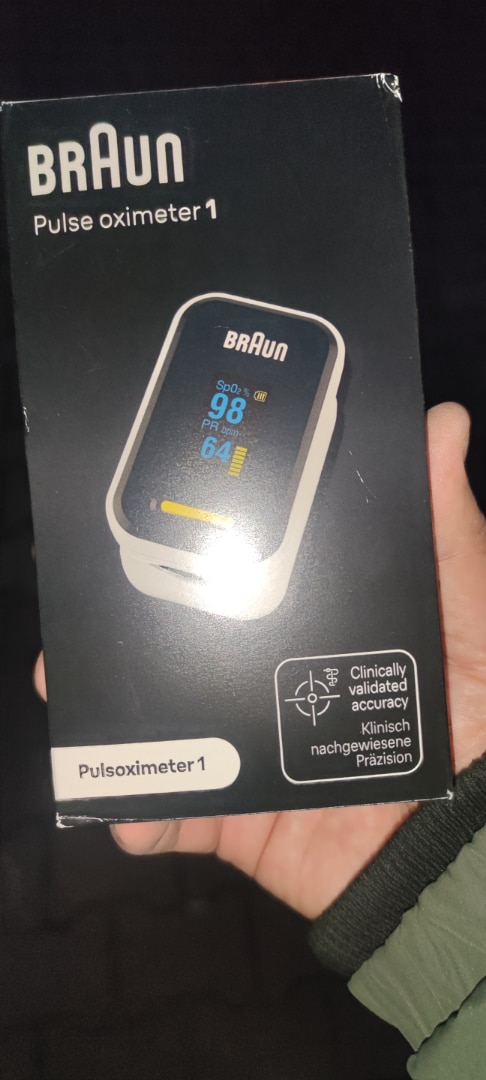 BRAUN
Pulse oximeter 1
BRAUN
SpO₂ %
98
PR bpm
64
Clinically
validated
accuracy
Klinisch
nachgewiesene
Präzision
Pulsoximeter 1